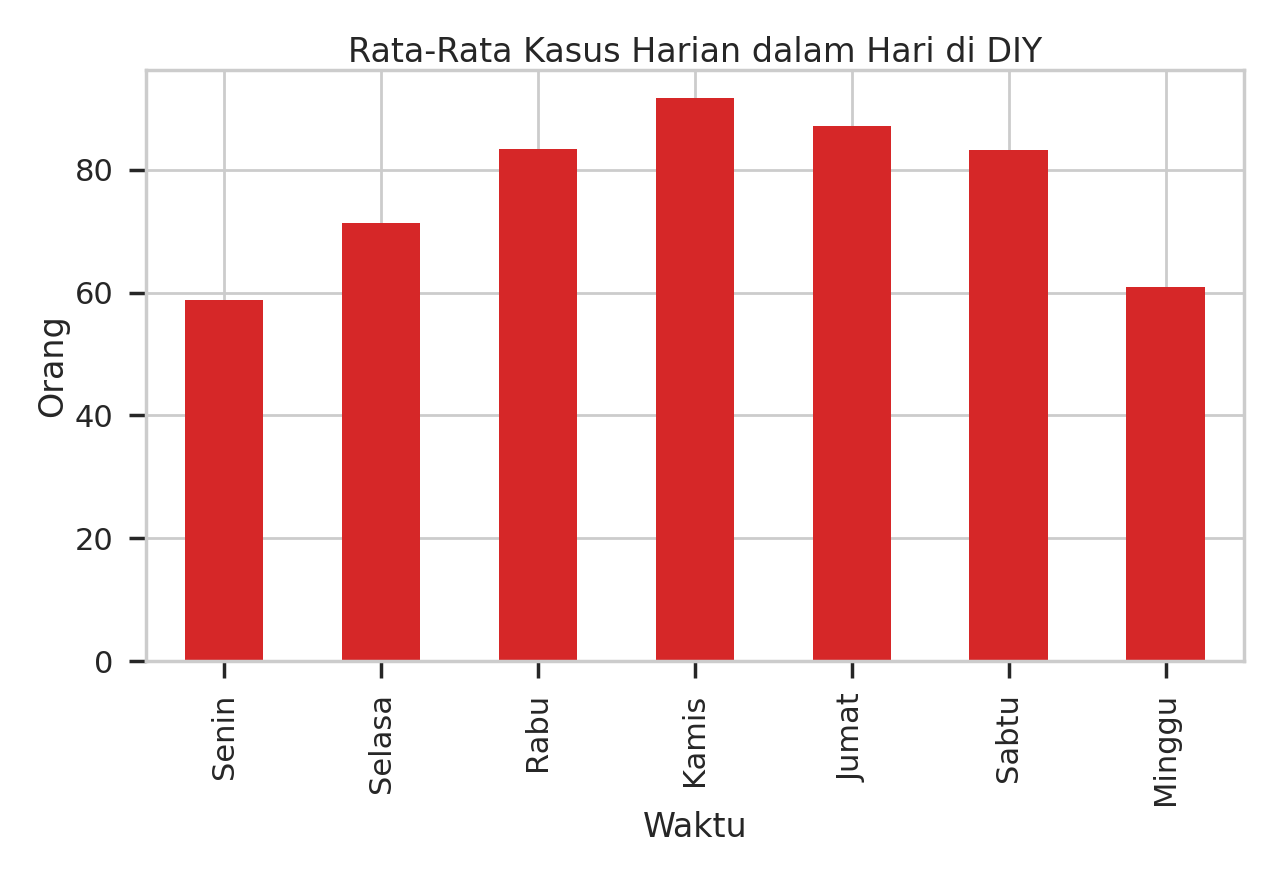 Rata-Rata Kasus Harian dalam Hari di DIY
Orang
80
60
40
20
0
Senin
Selasa
Rabu
Kamis
Jumat
Sabtu
Minggu
Waktu